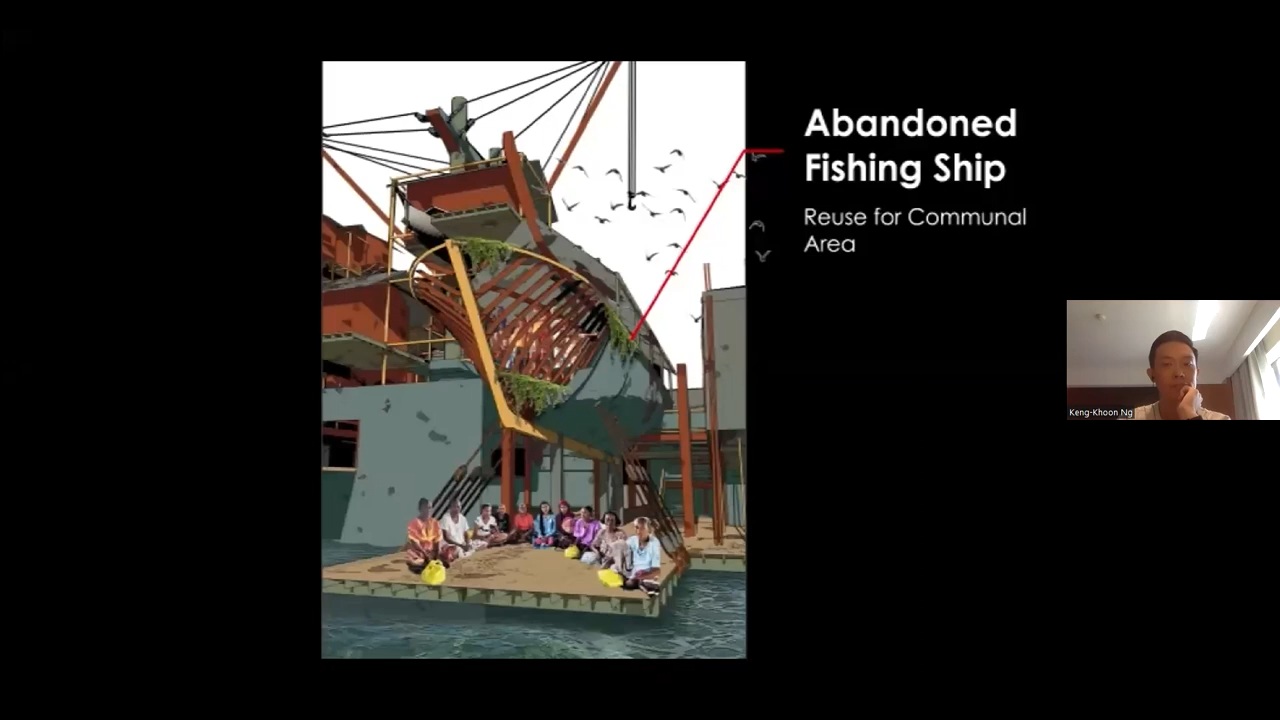 Abandoned
Fishing Ship
Reuse for Communal
Area
Keng-Khoon Ng